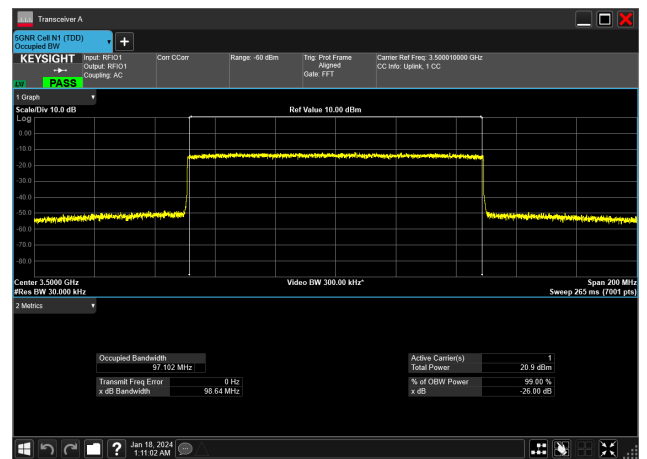 Transceiver A
5GNR Cell N1 (TDD)
Occupied BW
+
KEYSIGHT
Input: RFIO1
Output: RFIO1
Coupling: AC
Corr CCorr
Range: -60 dBm
Trig: Prot Frame
Aligned
Gate: FFT
Carrier Ref Freq: 3.500010000 GHz
CC Info: Uplink, 1 CC
PASS
1 Graph
Scale/Div 10.0 dB
Ref Value 10.00 dBm
Log
0.00
-10.0
-20.0
-30.0
-40.0
-50.0
-60.0
-70.0
-80.0
Center 3.5000 GHz
Video BW 300.00 kHz*
Span 200 MHz
#Res BW 30.000 kHz
Sweep 265 ms (7001 pts)
2 Metrics
Occupied Bandwidth
97.102 MHz
Transmit Freq Error 0 Hz
x dB Bandwidth 98.64 MHz
Active Carrier(s) 1
Total Power 20.9 dBm
% of OBW Power 99.00 %
x dB -26.00 dB
?
Jan 18, 2024
1:11:02 AM